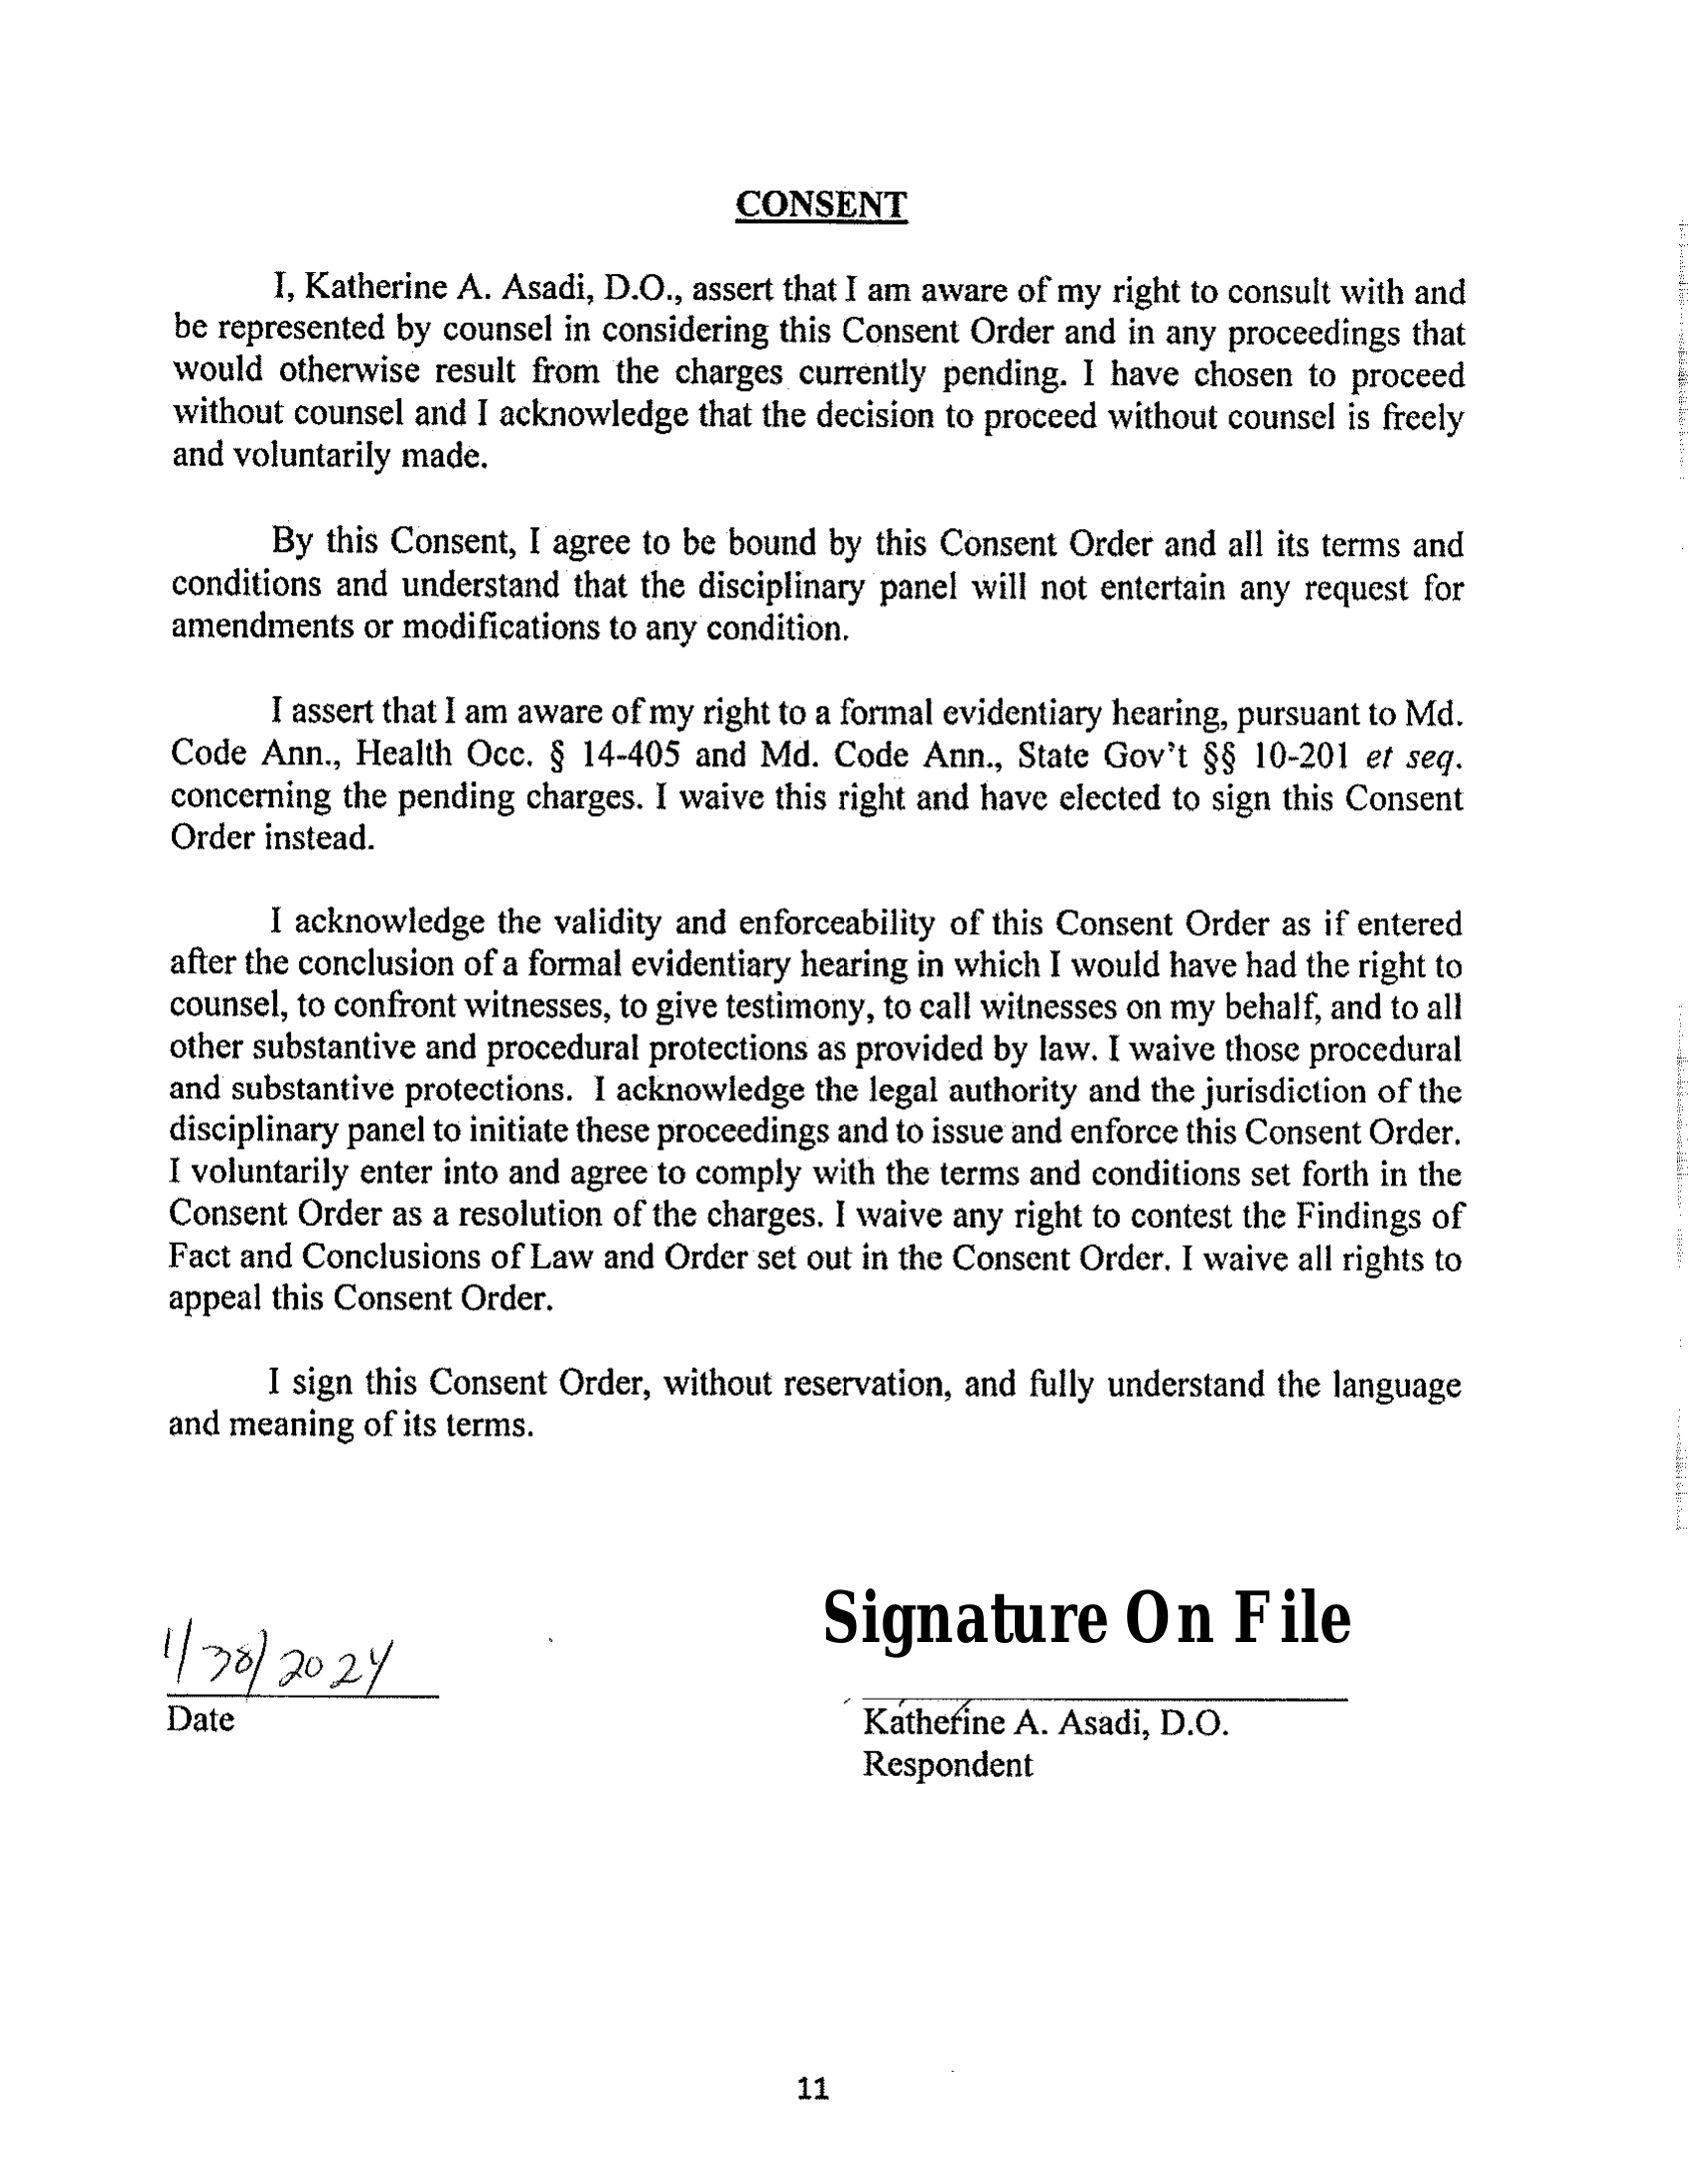 CONSENT
I, Katherine A. Asadi, D.O., assert that I am aware of my right to consult with and
be represented by counsel in considering this Consent Order and in any proceedings that
would otherwise result from the charges currently pending. I have chosen to proceed
without counsel and I acknowledge that the decision to proceed without counsel is freely
and voluntarily made.
By this Consent, I agree to be bound by this Consent Order and all its terms and
conditions and understand that the disciplinary panel will not entertain any request for
amendments or modifications to any condition.
I assert that I am aware of my right to a formal evidentiary hearing, pursuant to Md.
Code Ann., Health Occ. § 14-405 and Md. Code Ann., State Gov't §§ 10-201 et seq.
concerning the pending charges. I waive this right and have elected to sign this Consent
Order instead.
I acknowledge the validity and enforceability of this Consent Order as if entered
after the conclusion of a formal evidentiary hearing in which I would have had the right to
counsel, to confront witnesses, to give testimony, to call witnesses on my behalf, and to all
other substantive and procedural protections as provided by law. I waive those procedural
and substantive protections. I acknowledge the legal authority and the jurisdiction of the
disciplinary panel to initiate these proceedings and to issue and enforce this Consent Order.
I voluntarily enter into and agree to comply with the terms and conditions set forth in the
Consent Order as a resolution of the charges. I waive any right to contest the Findings of
Fact and Conclusions of Law and Order set out in the Consent Order. I waive all rights to
appeal this Consent Order.
I sign this Consent Order, without reservation, and fully understand the language
and meaning of its terms.
Signature On File
Date
Katherine A. Asadi, D.O.
Respondent
11